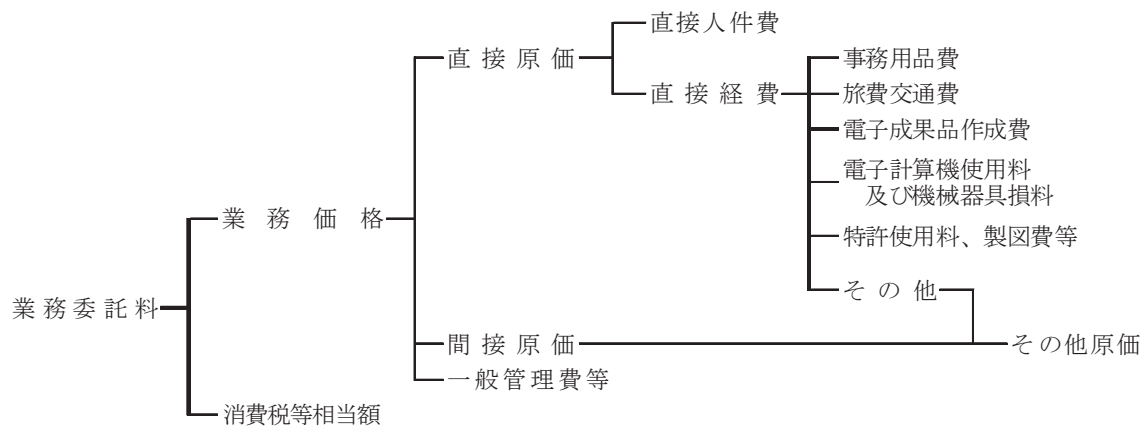 直接人件費
直接原価
事務用品費
直接経費
旅費交通費
電子成果品作成費
電子計算機使用料
及び機械器具損料
業務価格
特許使用料、製図費等
その他
業務委託料
間接原価
その他原価
一般管理費等
消費税等相当額